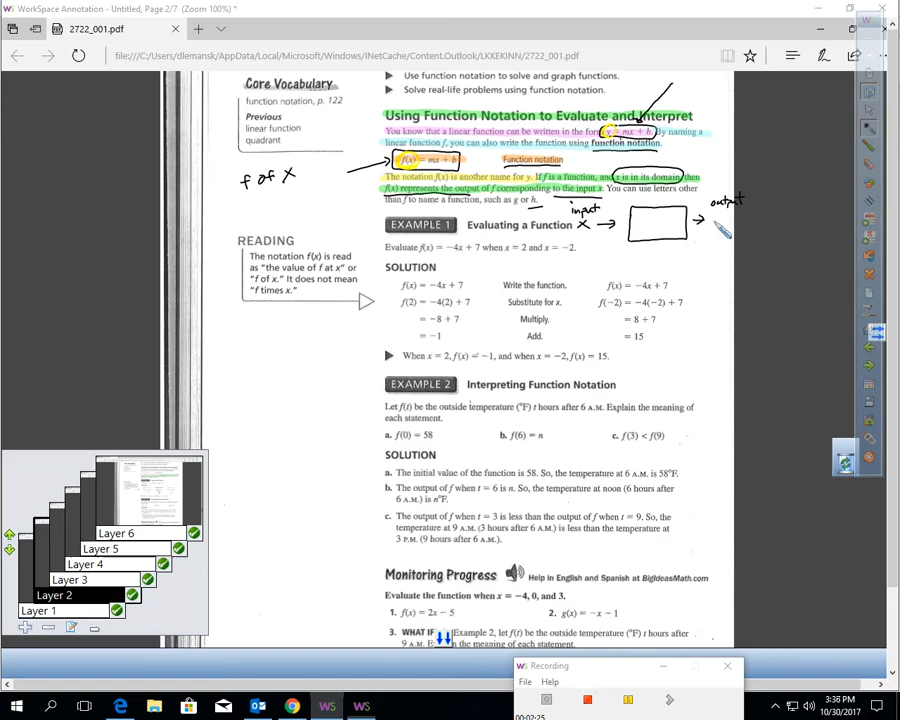 WorkSpace Annotation - Untitled, Page 2/7
2722_001.pdf
file:///C:/Users/dlemansk/AppData/Local/Microsoft/Windows/INetCache/Content.Outlook/LKKEKINN/2722_001.pdf
Core Vocabulary
function notation, p. 122
Previous
linear function
quadrant
Use function notation to solve and graph functions.
Solve real-life problems using function notation.
Using Function Notation to Evaluate and Interpret
You know that a linear function can be written in the form y = mx + b. By naming a
linear function f, you can also write the function using function notation.
f(x) = mx + b Function notation
The notation f(x) is another name for y. If f is a function, and x is in its domain, then
f(x) represents the output of f corresponding to the input x. You can use letters other
than f to name a function, such as g or h.
f of x
input
x
output
EXAMPLE 1 Evaluating a Function
Evaluate f(x) = −4x + 7 when x = 2 and x = −2.
READING
The notation f(x) is read
as “the value of f at x” or
“f of x.” It does not mean
“f times x.”
SOLUTION
f(x) = −4x + 7 Write the function. f(x) = −4x + 7
f(2) = −4(2) + 7 Substitute for x. f(−2) = −4(−2) + 7
= −8 + 7 Multiply. = 8 + 7
= −1 Add. = 15
When x = 2, f(x) = −1, and when x = −2, f(x) = 15.
EXAMPLE 2 Interpreting Function Notation
Let f(t) be the outside temperature (°F) t hours after 6 A.M. Explain the meaning of
each statement.
a. f(0) = 58 b. f(6) = n c. f(3) < f(9)
SOLUTION
a. The initial value of the function is 58. So, the temperature at 6 A.M. is 58°F.
b. The output of f when t = 6 is n. So, the temperature at noon (6 hours after
6 A.M.) is n°F.
c. The output of f when t = 3 is less than the output of f when t = 9. So, the
temperature at 9 A.M. (3 hours after 6 A.M.) is less than the temperature at
3 P.M. (9 hours after 6 A.M.).
Monitoring Progress Help in English and Spanish at BigIdeasMath.com
Evaluate the function when x = −4, 0, and 3.
1. f(x) = 2x − 5 2. g(x) = −x − 1
3. WHAT IF Example 2, let f(t) be the outside temperature (°F) t hours after
9 A.M. the meaning of each statement.
Layer 6
Layer 5
Layer 4
Layer 3
Layer 2
Layer 1
Recording
File Help
00:02:25
3:36 PM
10/30/2017